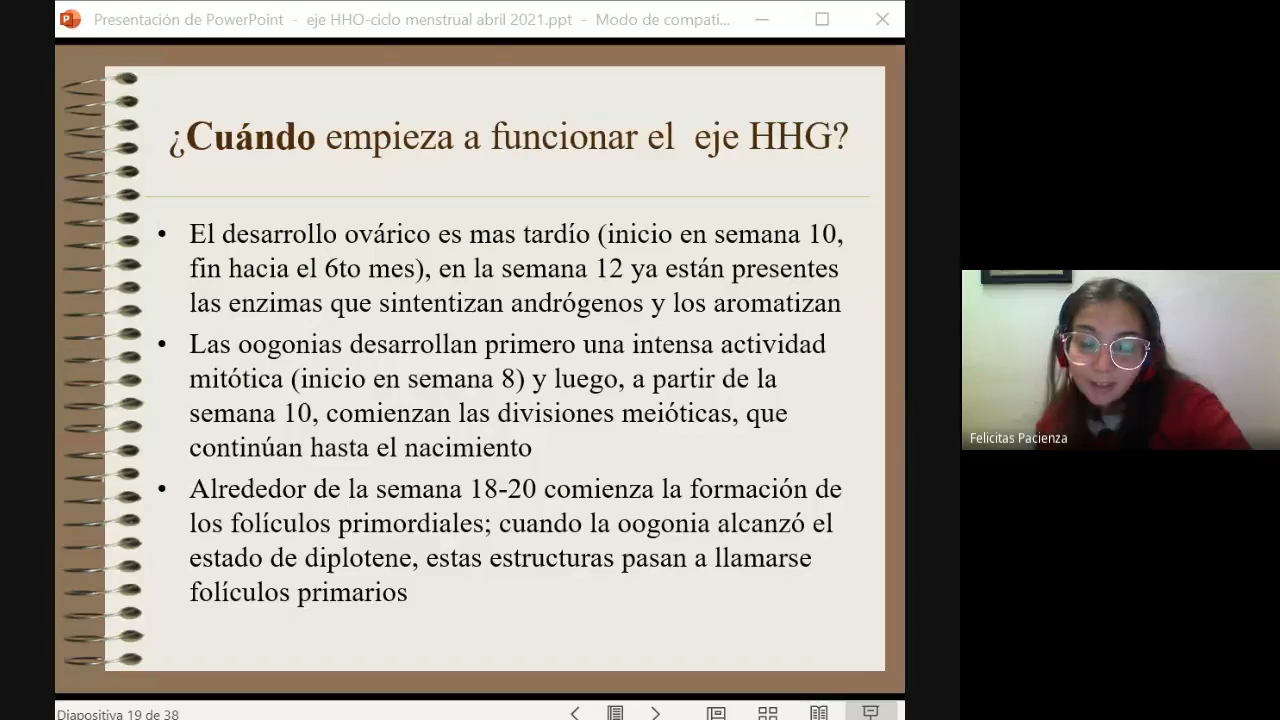 Presentación de PowerPoint - eje HHO-ciclo menstrual abril 2021.ppt - Modo de compati...
¿Cuándo empieza a funcionar el eje HHG?
• El desarrollo ovárico es mas tardío (inicio en semana 10,
fin hacia el 6to mes), en la semana 12 ya están presentes
las enzimas que sintentizan andrógenos y los aromatizan
• Las oogonias desarrollan primero una intensa actividad
mitótica (inicio en semana 8) y luego, a partir de la
semana 10, comienzan las divisiones meióticas, que
continúan hasta el nacimiento
• Alrededor de la semana 18-20 comienza la formación de
los folículos primordiales; cuando la oogonia alcanzó el
estado de diplotene, estas estructuras pasan a llamarse
folículos primarios
Felicitas Pacienza
Diapositiva 19 de 38